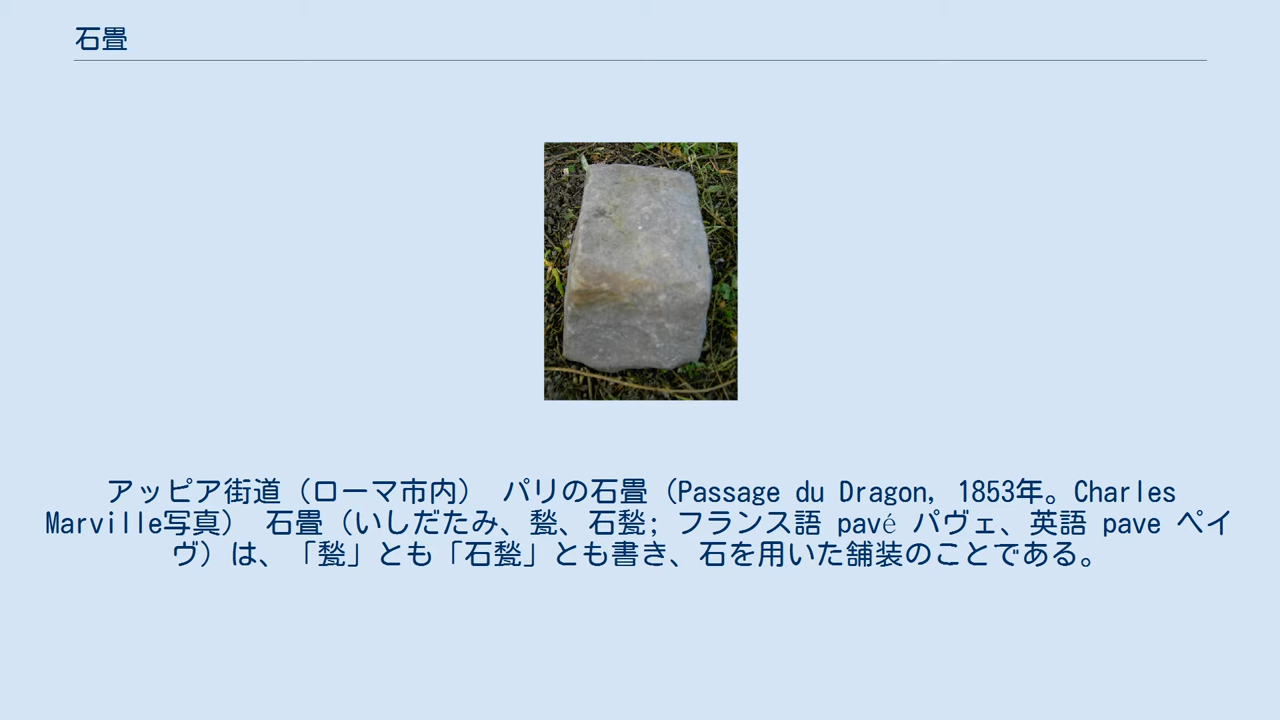 石畳
アッピア街道（ローマ市内） パリの石畳（Passage du Dragon, 1853年。Charles
Marville写真） 石畳（いしだたみ、甃、石甃; フランス語 pavé パヴェ、英語 pave ペイ
ヴ）は、「甃」とも「石甃」とも書き、石を用いた舗装のことである。